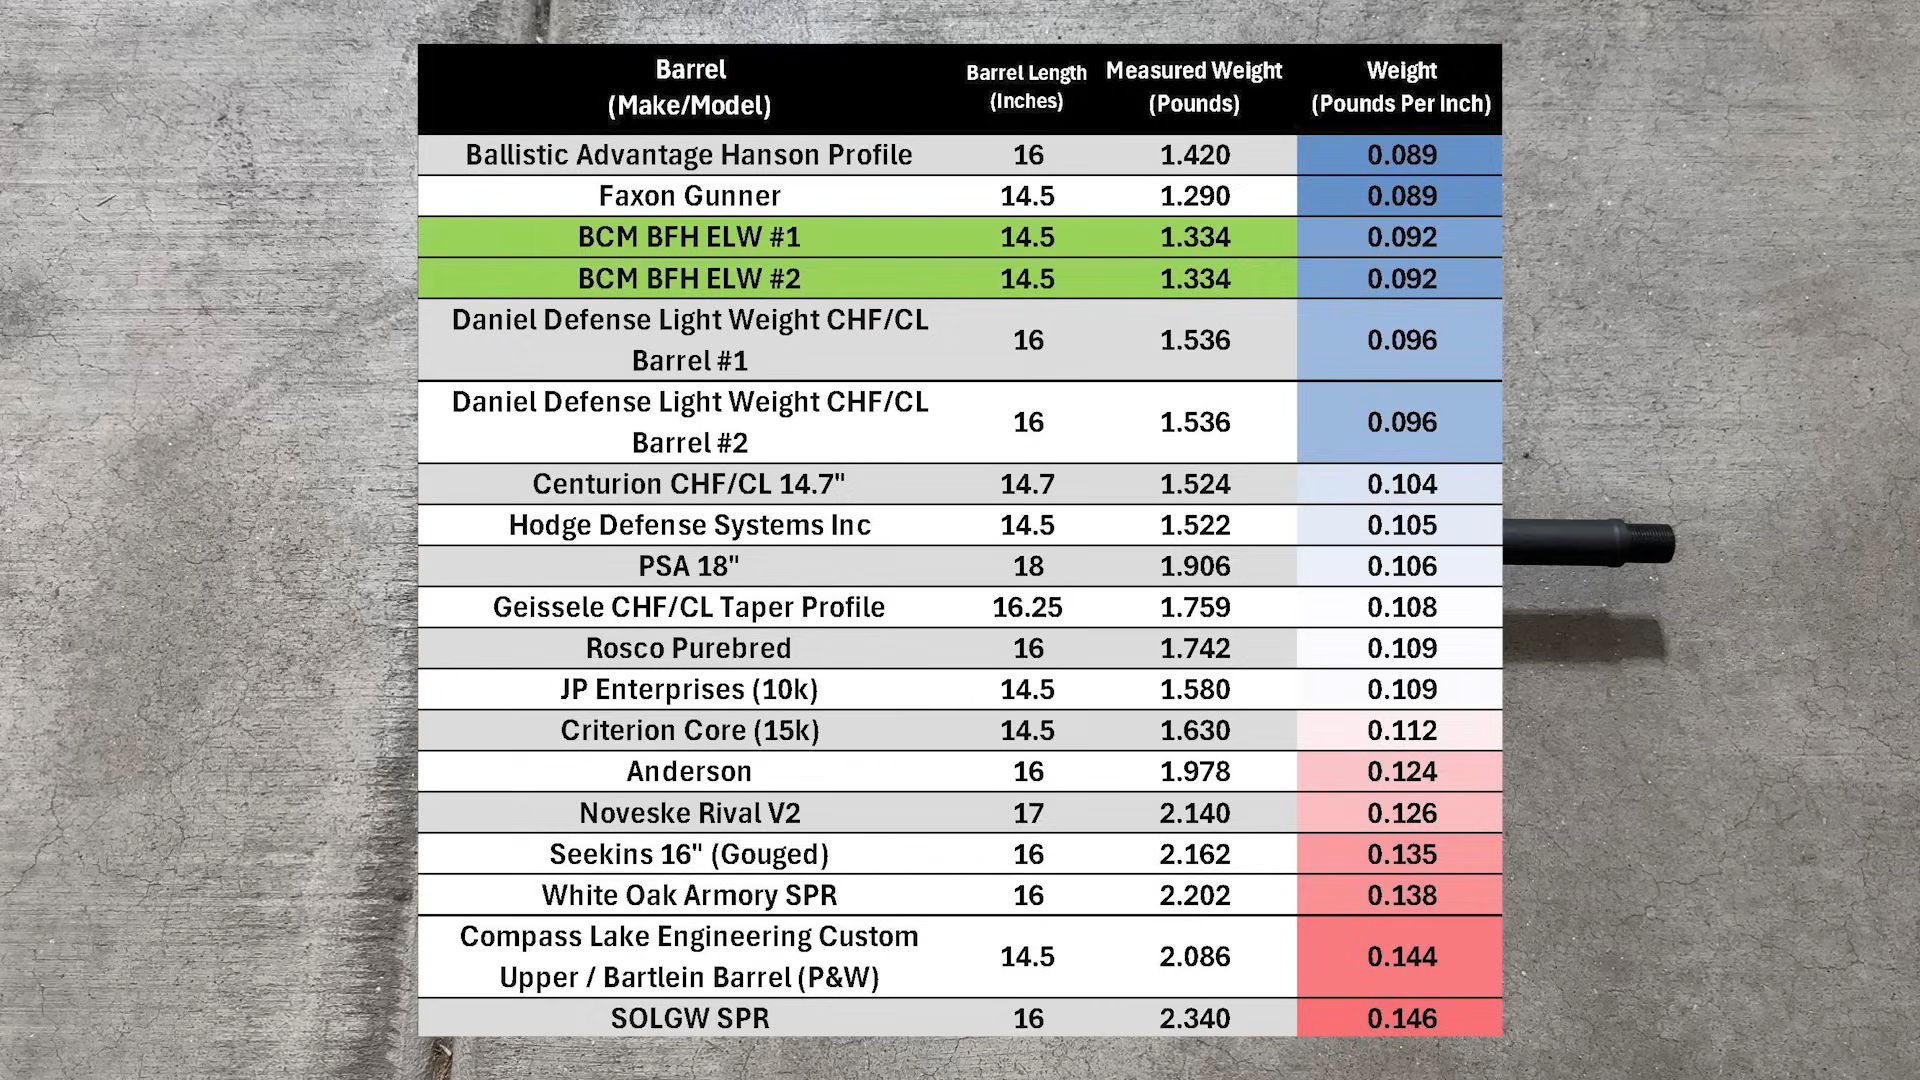 Barrel
(Make/Model)
Barrel Length
(Inches)
Measured Weight
(Pounds)
Weight
(Pounds Per Inch)
Ballistic Advantage Hanson Profile 16 1.420 0.089
Faxon Gunner 14.5 1.290 0.089
BCM BFH ELW #1 14.5 1.334 0.092
BCM BFH ELW #2 14.5 1.334 0.092
Daniel Defense Light Weight CHF/CL
Barrel #1
16 1.536 0.096
Daniel Defense Light Weight CHF/CL
Barrel #2
16 1.536 0.096
Centurion CHF/CL 14.7" 14.7 1.524 0.104
Hodge Defense Systems Inc 14.5 1.522 0.105
PSA 18" 18 1.906 0.106
Geissele CHF/CL Taper Profile 16.25 1.759 0.108
Rosco Purebred 16 1.742 0.109
JP Enterprises (10k) 14.5 1.580 0.109
Criterion Core (15k) 14.5 1.630 0.112
Anderson 16 1.978 0.124
Noveske Rival V2 17 2.140 0.126
Seekins 16" (Gouged) 16 2.162 0.135
White Oak Armory SPR 16 2.202 0.138
Compass Lake Engineering Custom
Upper / Bartlein Barrel (P&W)
14.5 2.086 0.144
SOLGW SPR 16 2.340 0.146